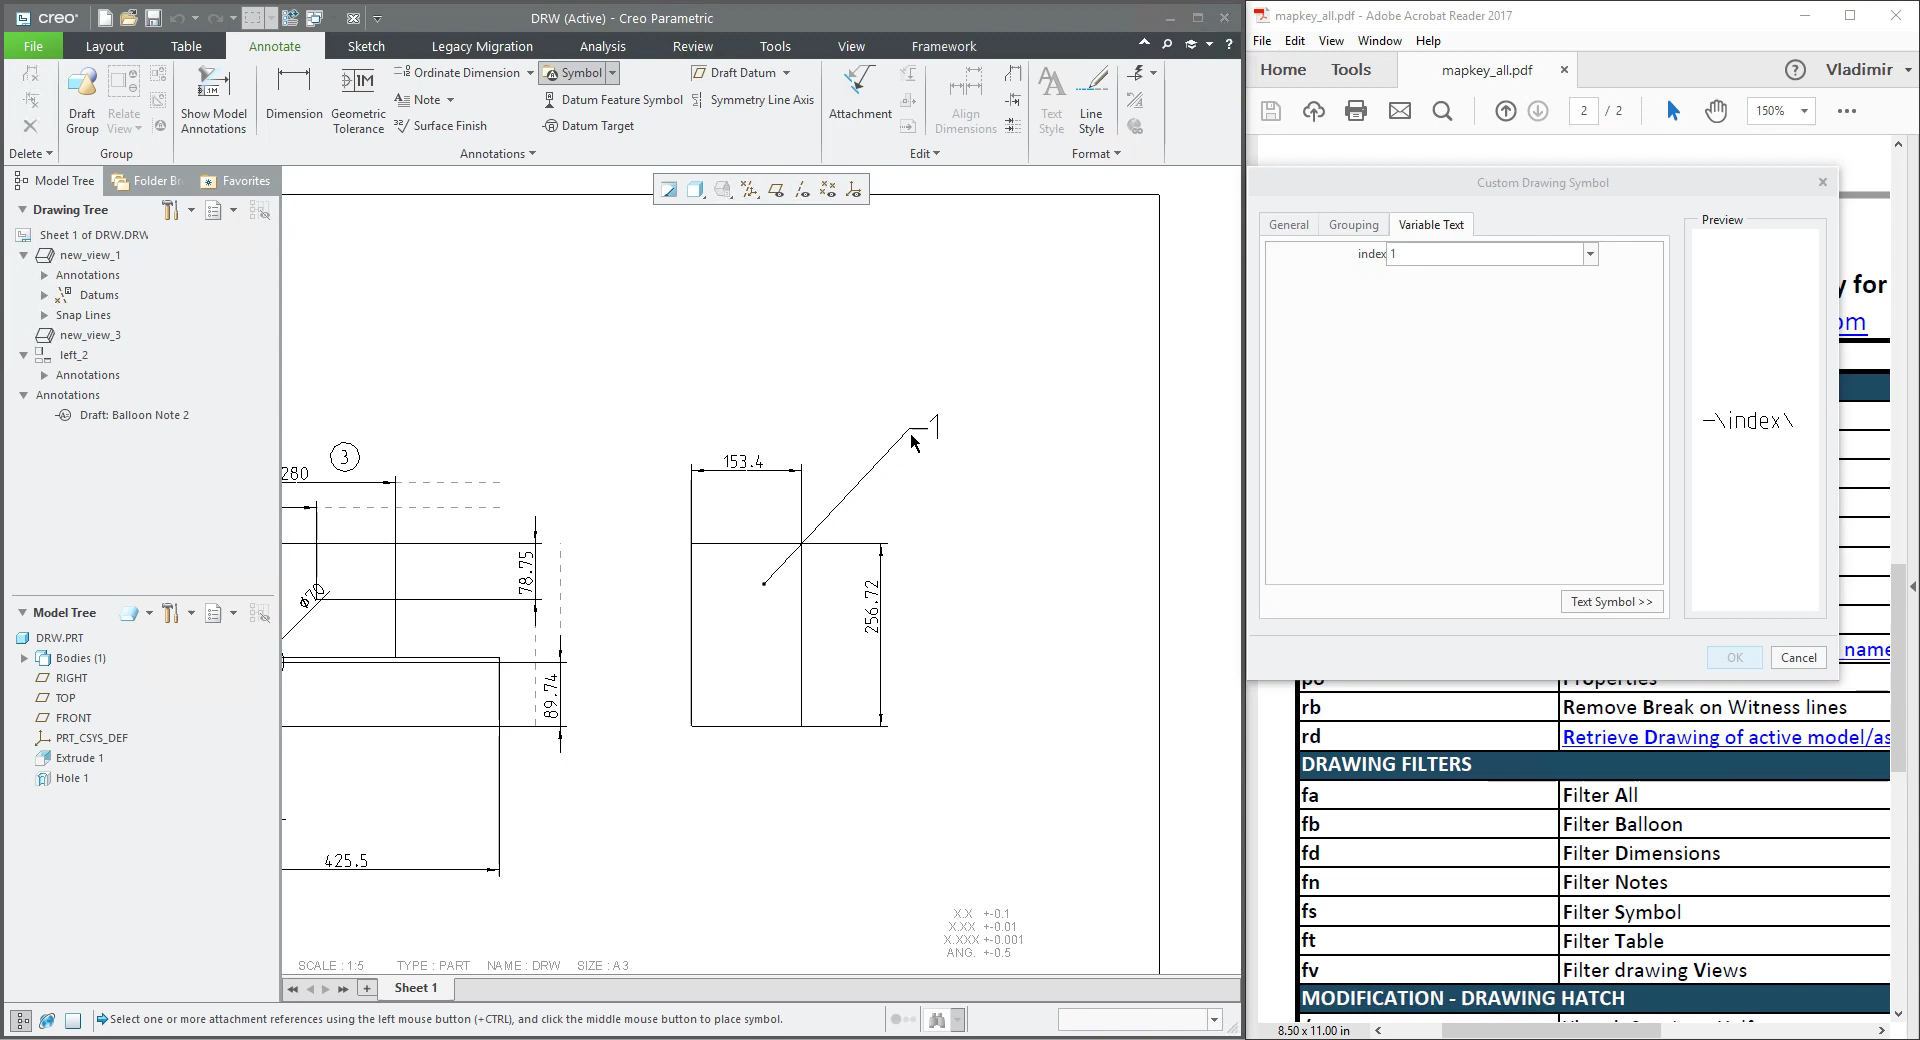 creo
DRW (Active) - Creo Parametric
File
Layout
Table
Annotate
Sketch
Legacy Migration
Analysis
Review
Tools
View
Framework
Delete
Draft Group
Relate View
Group
Show Model Annotations
Dimension
Geometric Tolerance
Ordinate Dimension
Note
Surface Finish
Symbol
Datum Feature Symbol
Datum Target
Draft Datum
Symmetry Line Axis
Annotations
Attachment
Align Dimensions
Edit
Text Style
Line Style
Format
Model Tree
Folder Br
Favorites
Drawing Tree
Sheet 1 of DRW.DRW
new_view_1
Annotations
Datums
Snap Lines
new_view_3
left_2
Annotations
Annotations
Draft: Balloon Note 2
Model Tree
DRW.PRT
Bodies (1)
RIGHT
TOP
FRONT
PRT_CSYS_DEF
Extrude 1
Hole 1
280
3
ϕ70
78.75
89.74
425.5
153.4
256.72
1
X.X +-0.1
X.XX +-0.01
X.XXX +-0.001
ANG. +-0.5
SCALE : 1:5 TYPE : PART NAME : DRW SIZE : A3
Sheet 1
Select one or more attachment references using the left mouse button (+CTRL), and click the middle mouse button to place symbol.
mapkey_all.pdf - Adobe Acrobat Reader 2017
File Edit View Window Help
Home
Tools
mapkey_all.pdf
Vladimir
2 / 2
150%
Custom Drawing Symbol
General
Grouping
Variable Text
index 1
Text Symbol >>
Preview
—\index\
OK
Cancel
y for
om
name
po Properties
rb Remove Break on Witness lines
rd Retrieve Drawing of active model/as
DRAWING FILTERS
fa Filter All
fb Filter Balloon
fd Filter Dimensions
fn Filter Notes
fs Filter Symbol
ft Filter Table
fv Filter drawing Views
MODIFICATION - DRAWING HATCH
8.50 x 11.00 in